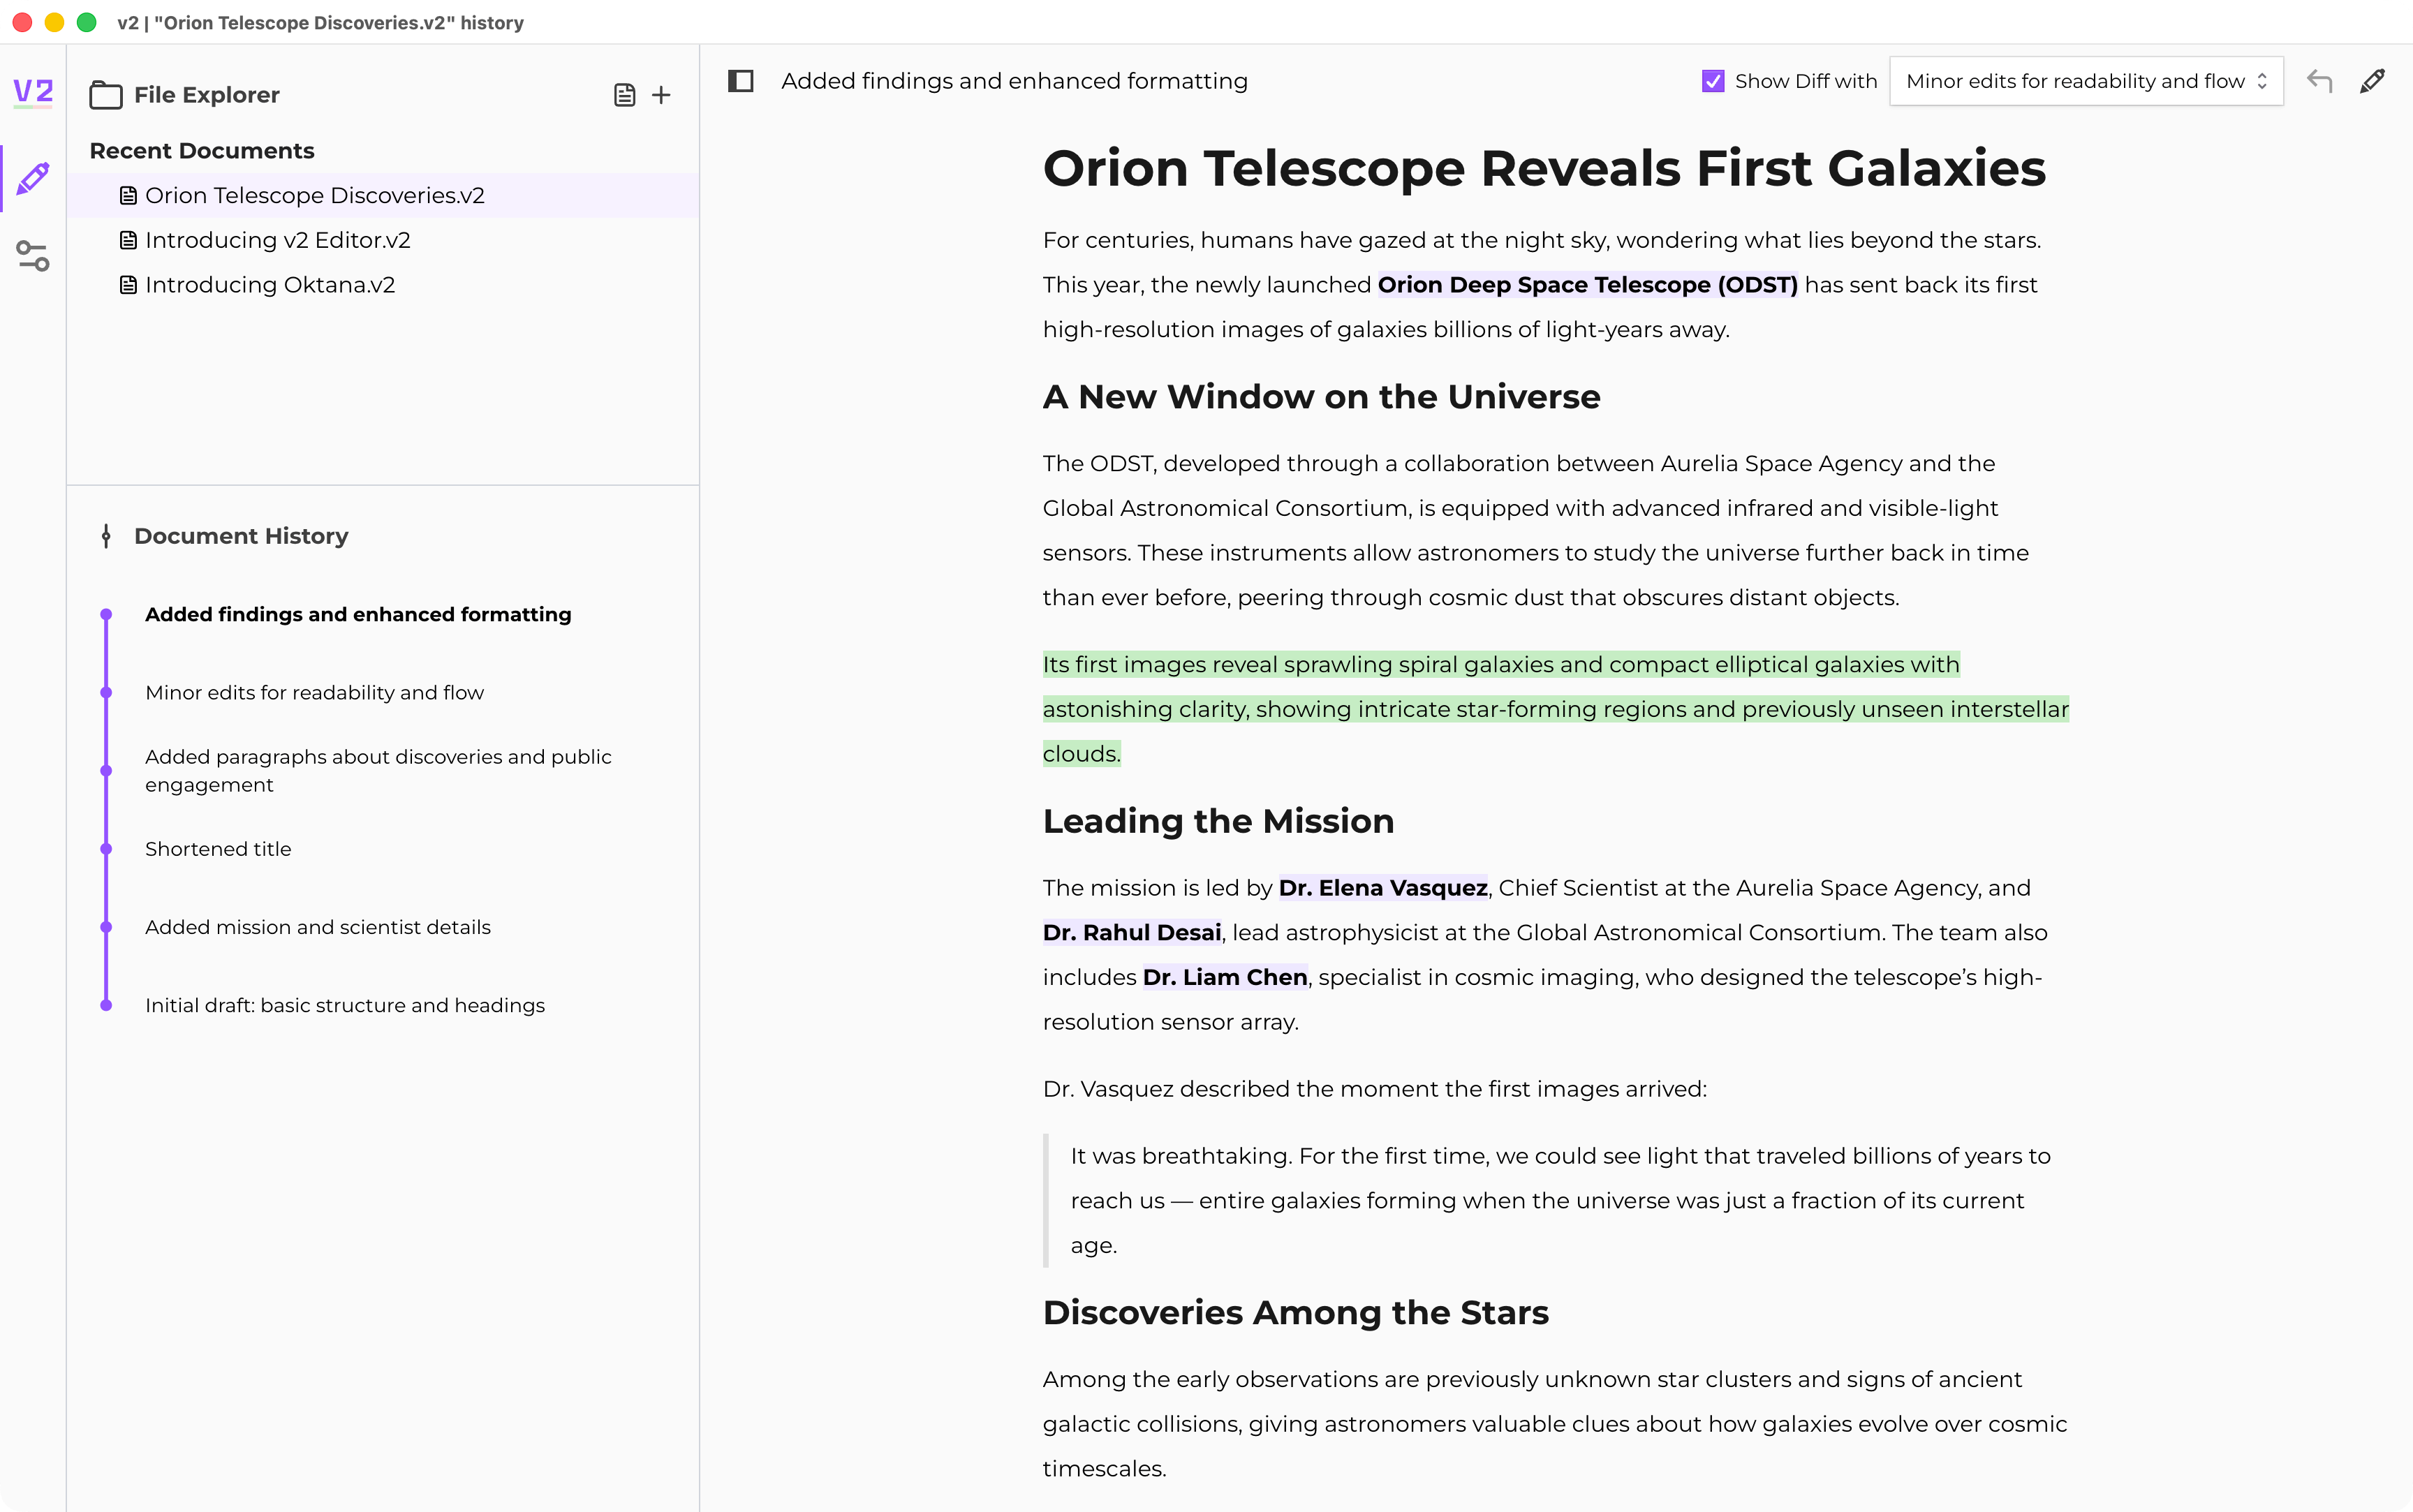 v2 | "Orion Telescope Discoveries.v2" history
V2
File Explorer
Recent Documents
Orion Telescope Discoveries.v2
Introducing v2 Editor.v2
Introducing Oktana.v2
Document History
Added findings and enhanced formatting
Minor edits for readability and flow
Added paragraphs about discoveries and public
engagement
Shortened title
Added mission and scientist details
Initial draft: basic structure and headings
Added findings and enhanced formatting
Show Diff with
Minor edits for readability and flow
Orion Telescope Reveals First Galaxies
For centuries, humans have gazed at the night sky, wondering what lies beyond the stars.
This year, the newly launched Orion Deep Space Telescope (ODST) has sent back its first
high-resolution images of galaxies billions of light-years away.
A New Window on the Universe
The ODST, developed through a collaboration between Aurelia Space Agency and the
Global Astronomical Consortium, is equipped with advanced infrared and visible-light
sensors. These instruments allow astronomers to study the universe further back in time
than ever before, peering through cosmic dust that obscures distant objects.
Its first images reveal sprawling spiral galaxies and compact elliptical galaxies with
astonishing clarity, showing intricate star-forming regions and previously unseen interstellar
clouds.
Leading the Mission
The mission is led by Dr. Elena Vasquez, Chief Scientist at the Aurelia Space Agency, and
Dr. Rahul Desai, lead astrophysicist at the Global Astronomical Consortium. The team also
includes Dr. Liam Chen, specialist in cosmic imaging, who designed the telescope’s high-
resolution sensor array.
Dr. Vasquez described the moment the first images arrived:
It was breathtaking. For the first time, we could see light that traveled billions of years to
reach us — entire galaxies forming when the universe was just a fraction of its current
age.
Discoveries Among the Stars
Among the early observations are previously unknown star clusters and signs of ancient
galactic collisions, giving astronomers valuable clues about how galaxies evolve over cosmic
timescales.